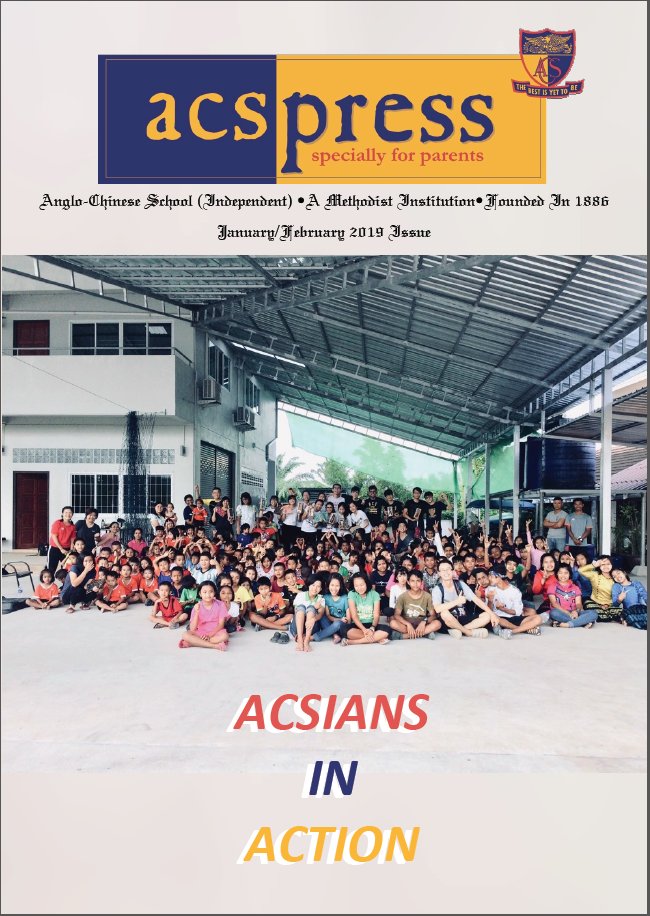 ACS
THE BEST IS YET TO BE
acspress
specially for parents
Anglo-Chinese School (Independent) •A Methodist Institution•Founded In 1886
January/February 2019 Issue
ACSIANS
IN
ACTION